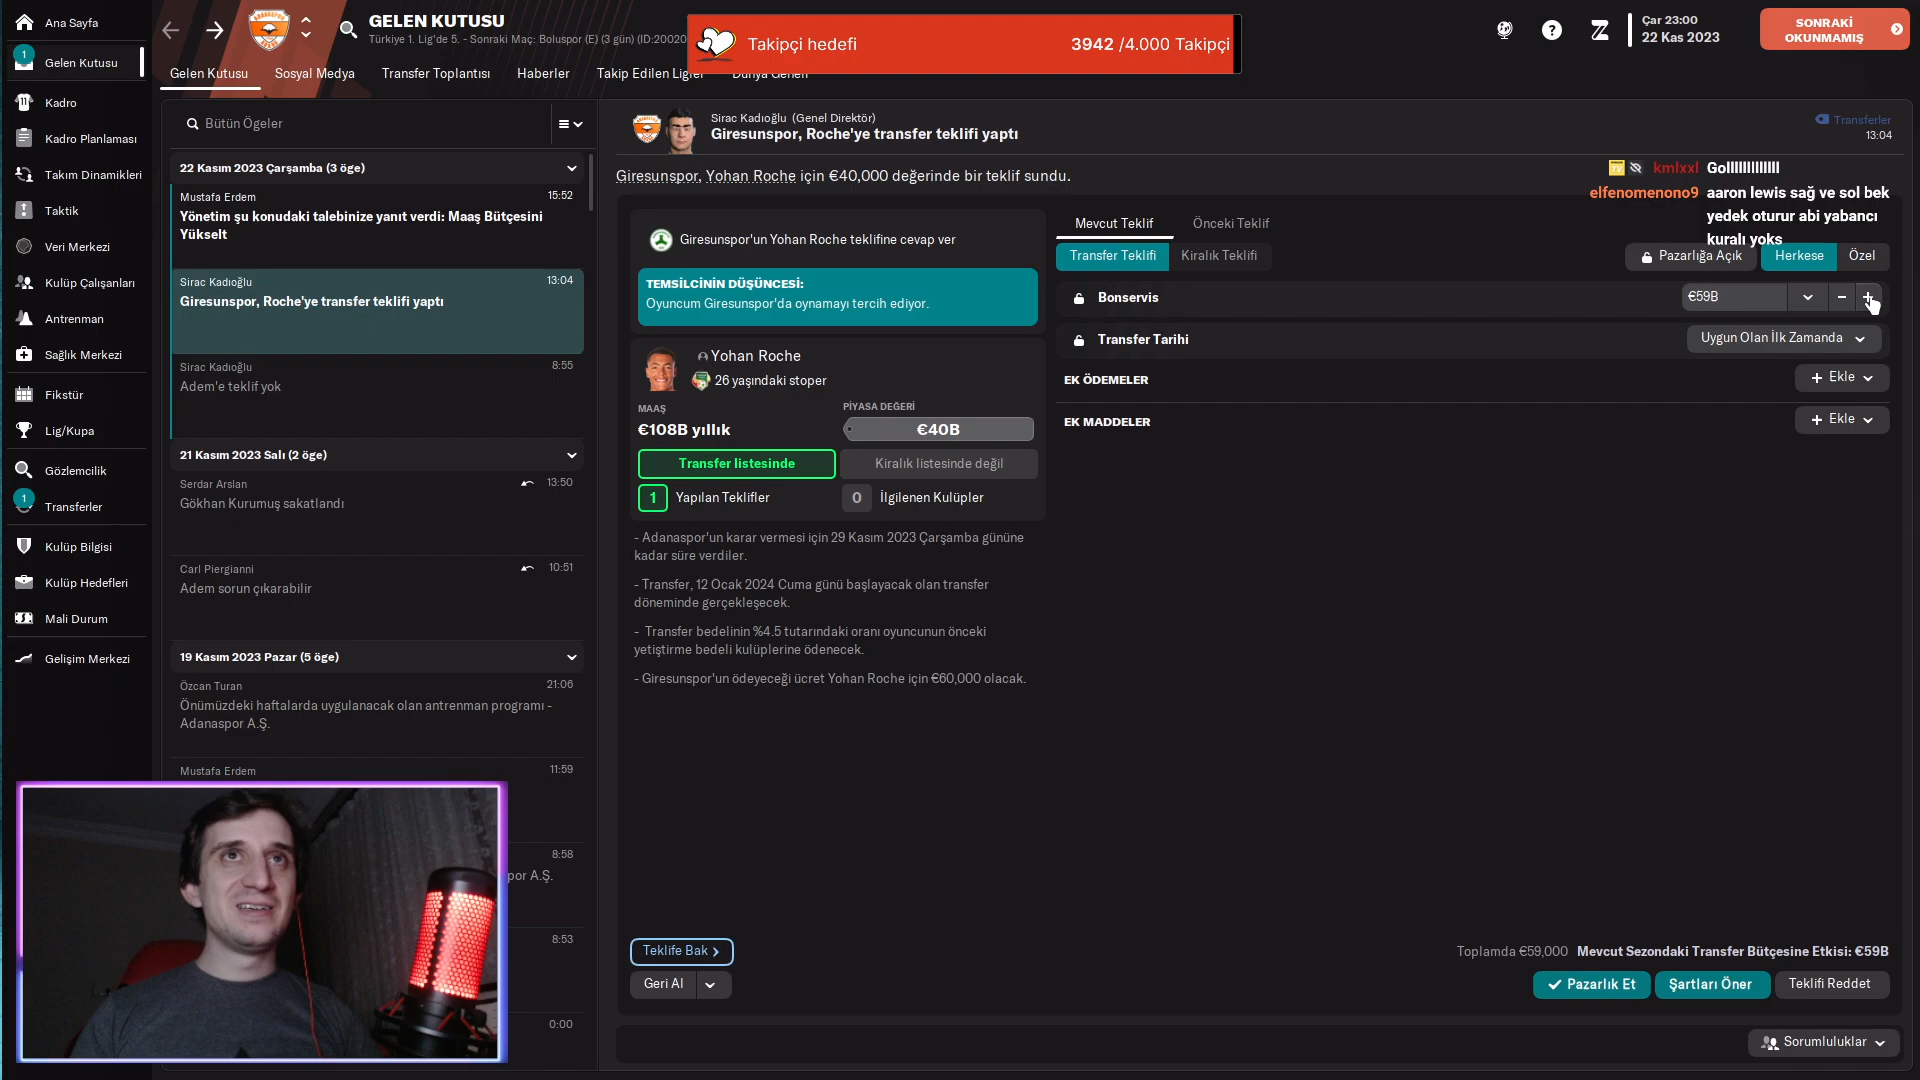 Ana Sayfa
1
Gelen Kutusu
Kadro
Kadro Planlaması
Takım Dinamikleri
Taktik
Veri Merkezi
Kulüp Çalışanları
Antrenman
Sağlık Merkezi
Fikstür
Lig/Kupa
Gözlemcilik
1
Transferler
Kulüp Bilgisi
Kulüp Hedefleri
Mali Durum
Gelişim Merkezi
GELEN KUTUSU
Türkiye 1. Lig'de 5. - Sonraki Maç: Boluspor (E) (3 gün) (ID:20020
Gelen Kutusu
Sosyal Medya
Transfer Toplantısı
Haberler
Takip Edilen Ligler
Dünya Geneli
Takipçi hedefi
3942 /4.000 Takipçi
Çar 23:00
22 Kas 2023
SONRAKİ
OKUNMAMIŞ
Bütün Ögeler
22 Kasım 2023 Çarşamba (3 öge)
Mustafa Erdem 15:52
Yönetim şu konudaki talebinize yanıt verdi: Maaş Bütçesini
Yükselt
Sirac Kadıoğlu 13:04
Giresunspor, Roche'ye transfer teklifi yaptı
Sirac Kadıoğlu 8:55
Adem'e teklif yok
21 Kasım 2023 Salı (2 öge)
Serdar Arslan 13:50
Gökhan Kurumuş sakatlandı
Carl Piergianni 10:51
Adem sorun çıkarabilir
19 Kasım 2023 Pazar (5 öge)
Özcan Turan 21:06
Önümüzdeki haftalarda uygulanacak olan antrenman programı -
Adanaspor A.Ş.
Mustafa Erdem 11:59
8:58
por A.Ş.
8:53
0:00
Sirac Kadıoğlu (Genel Direktör)
Giresunspor, Roche'ye transfer teklifi yaptı
Transferler
13:04
Giresunspor, Yohan Roche için €40,000 değerinde bir teklif sundu.
kmlxxl Golllllllllllll
elfenomenono9 aaron lewis sağ ve sol bek
yedek oturur abi yabancı
kuralı yoks
Giresunspor'un Yohan Roche teklifine cevap ver
TEMSİLCİNİN DÜŞÜNCESİ:
Oyuncum Giresunspor'da oynamayı tercih ediyor.
Yohan Roche
26 yaşındaki stoper
MAAŞ
€108B yıllık
PİYASA DEĞERİ
€40B
Transfer listesinde
Kiralık listesinde değil
1 Yapılan Teklifler
0 İlgilenen Kulüpler
- Adanaspor'un karar vermesi için 29 Kasım 2023 Çarşamba gününe
kadar süre verdiler.
- Transfer, 12 Ocak 2024 Cuma günü başlayacak olan transfer
döneminde gerçekleşecek.
- Transfer bedelinin %4.5 tutarındaki oranı oyuncunun önceki
yetiştirme bedeli kulüplerine ödenecek.
- Giresunspor'un ödeyeceği ücret Yohan Roche için €60,000 olacak.
Mevcut Teklif
Önceki Teklif
Transfer Teklifi
Kiralık Teklifi
Pazarlığa Açık
Herkese
Özel
Bonservis
€59B
Transfer Tarihi
Uygun Olan İlk Zamanda
EK ÖDEMELER
+ Ekle
EK MADDELER
+ Ekle
Teklife Bak
Geri Al
Toplamda €59,000 Mevcut Sezondaki Transfer Bütçesine Etkisi: €59B
Pazarlık Et
Şartları Öner
Teklifi Reddet
Sorumluluklar